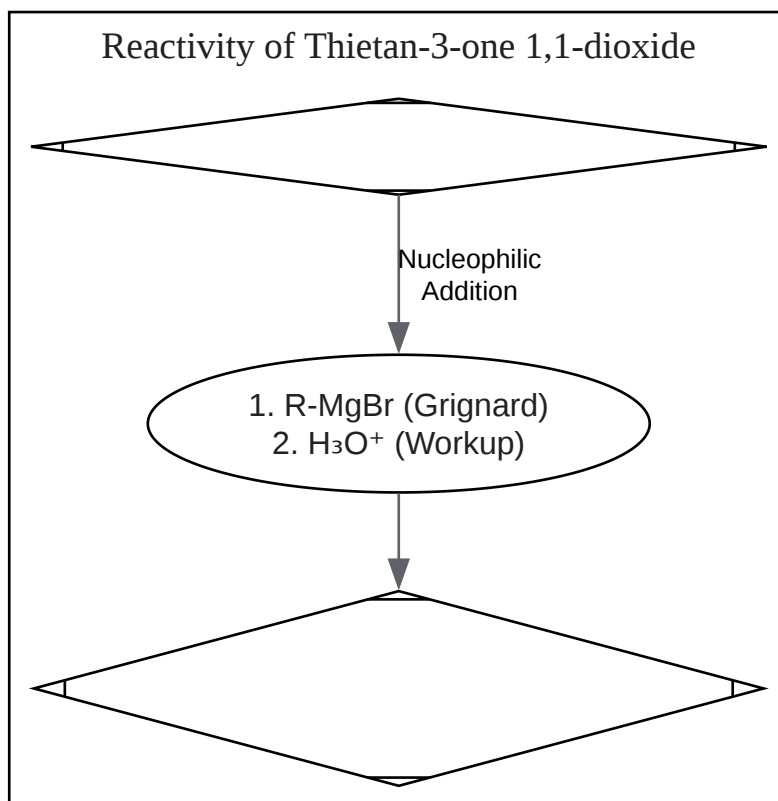 Reactivity of Thietan-3-one 1,1-dioxide
Nucleophilic
Addition
1. R-MgBr (Grignard)
2. H₃O⁺ (Workup)